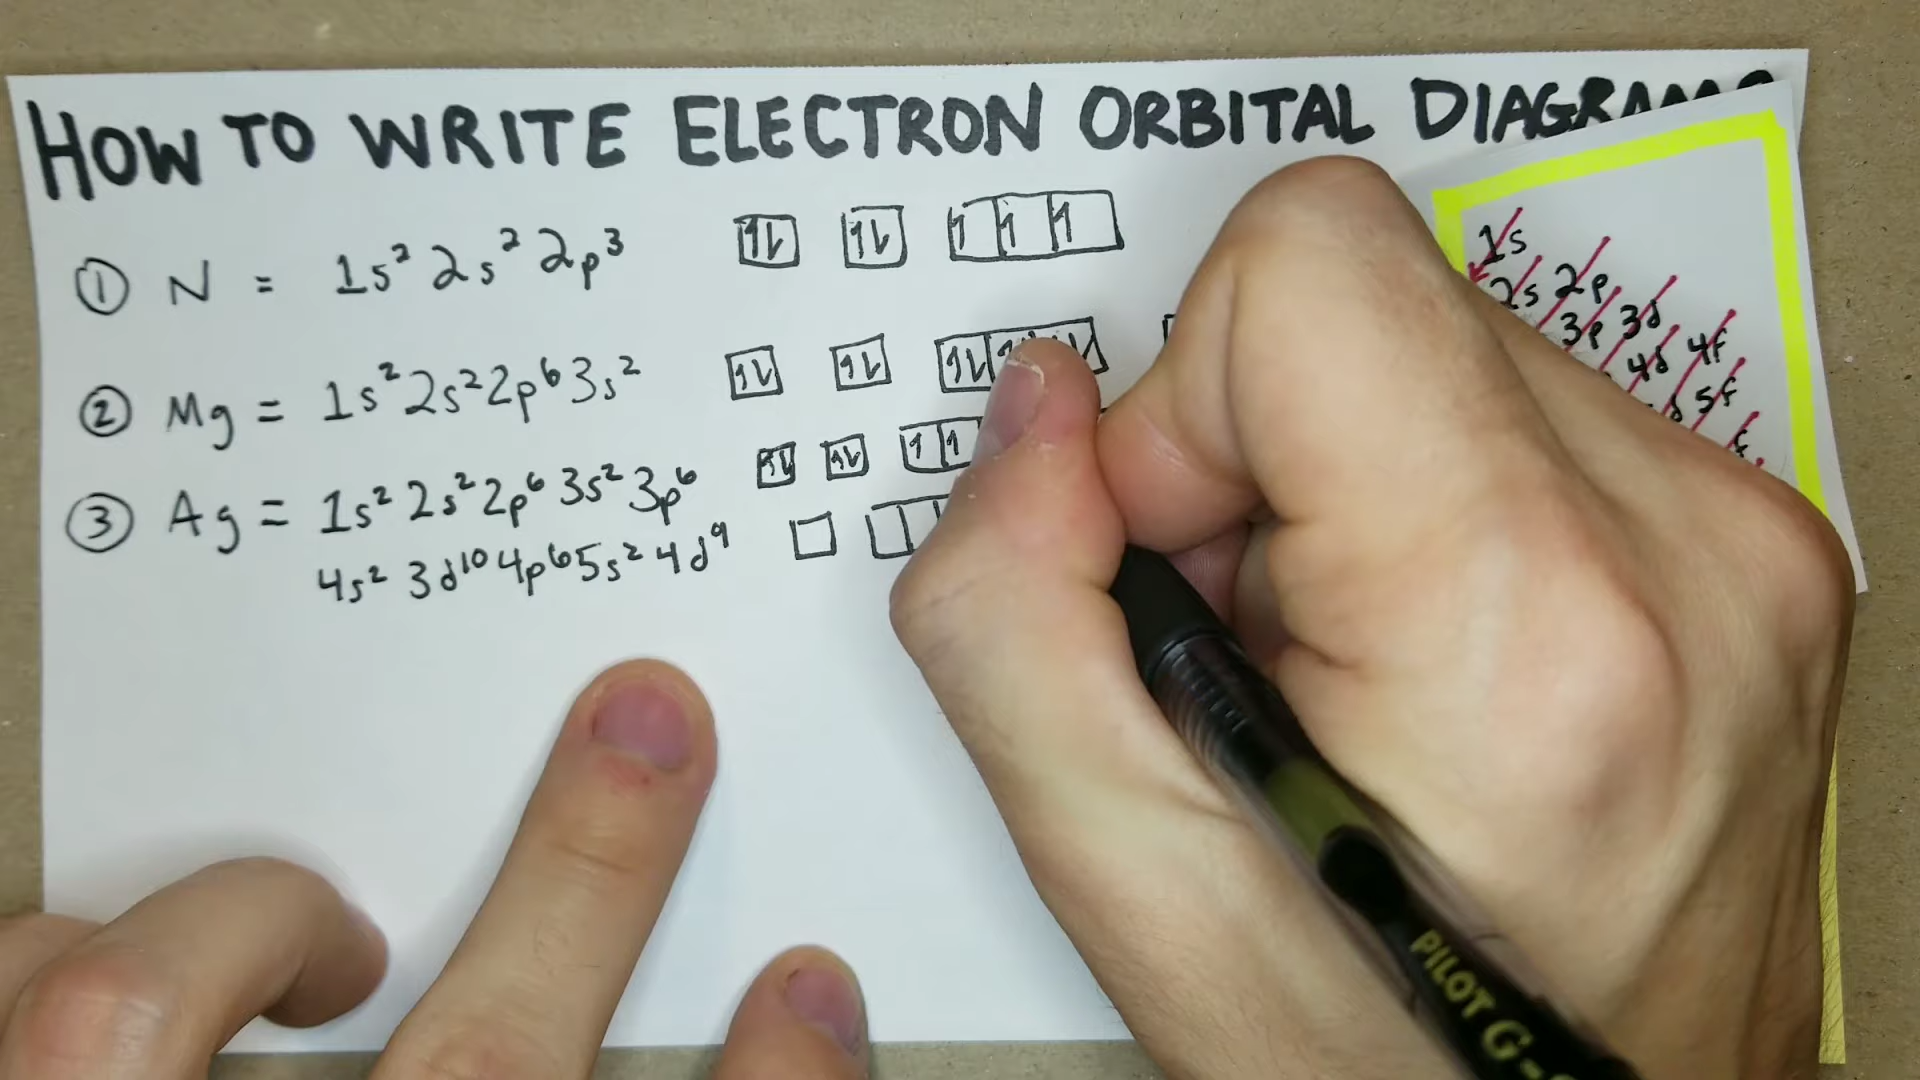 HOW TO WRITE ELECTRON ORBITAL DIAGRAMS
① N = 1s² 2s² 2p³
② Mg = 1s² 2s² 2p⁶ 3s²
③ Ag = 1s² 2s² 2p⁶ 3s² 3p⁶
4s² 3d¹⁰ 4p⁶ 5s² 4d⁹
1s
2s 2p
3p 3d
4d 4f
5f
PILOT G-